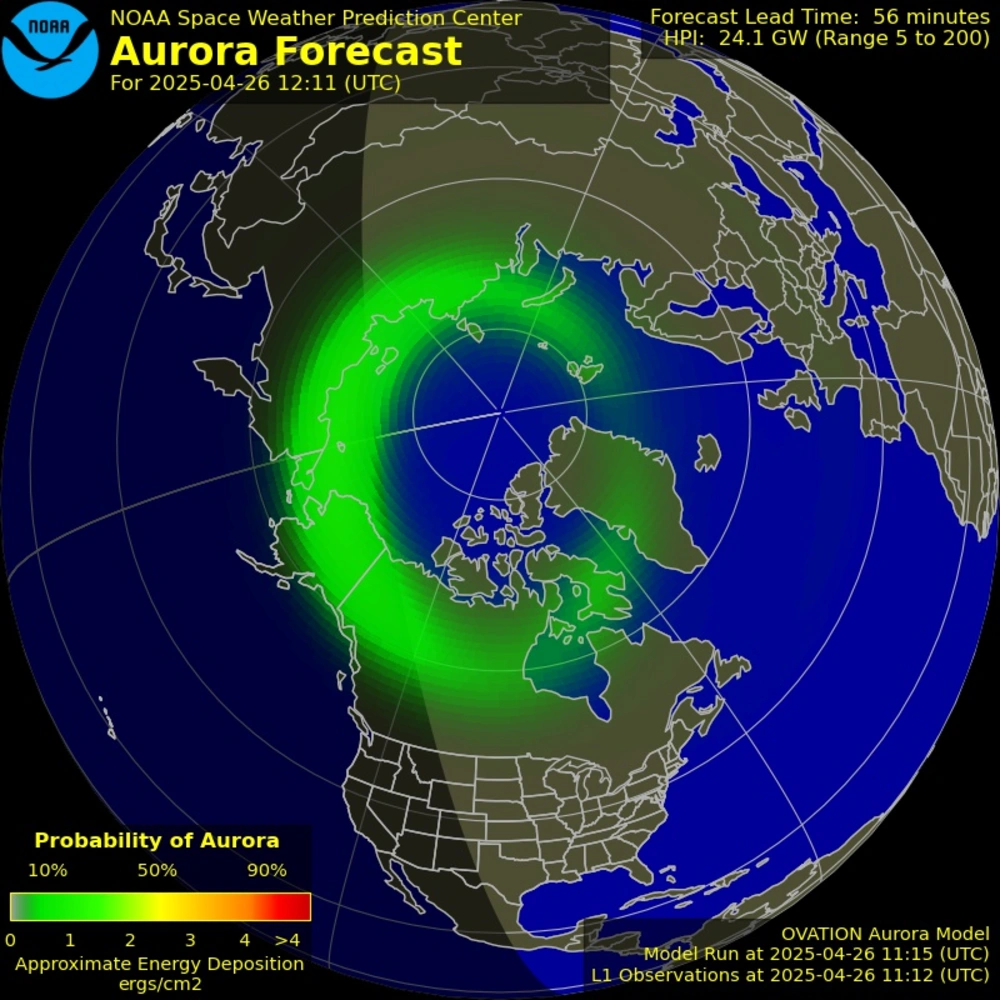 NOAA
NOAA Space Weather Prediction Center
Aurora Forecast
For 2025-04-26 12:11 (UTC)
Forecast Lead Time: 56 minutes
HPI: 24.1 GW (Range 5 to 200)
Probability of Aurora
10% 50% 90%
0 1 2 3 4 >4
Approximate Energy Deposition
ergs/cm2
OVATION Aurora Model
Model Run at 2025-04-26 11:15 (UTC)
L1 Observations at 2025-04-26 11:12 (UTC)